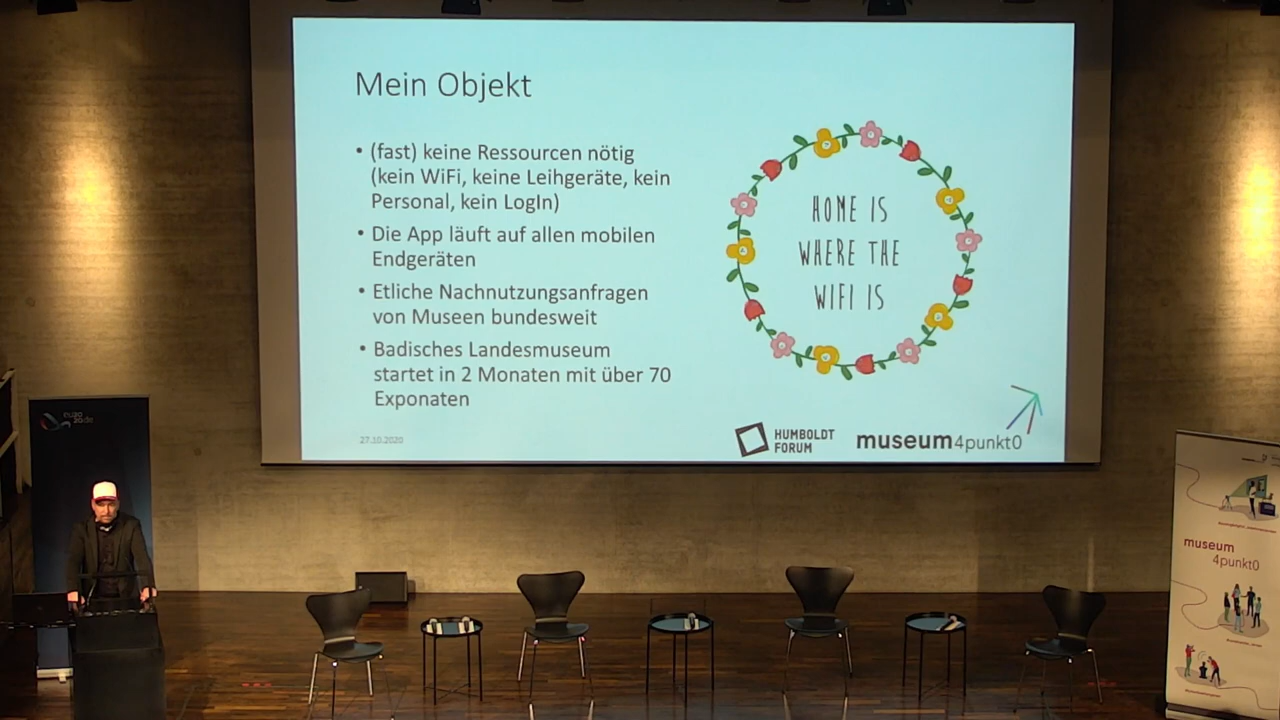 Mein Objekt
• (fast) keine Ressourcen nötig
(kein WiFi, keine Leihgeräte, kein
Personal, kein LogIn)
• Die App läuft auf allen mobilen
Endgeräten
• Etliche Nachnutzungsanfragen
von Museen bundesweit
• Badisches Landesmuseum
startet in 2 Monaten mit über 70
Exponaten
HOME IS
WHERE THE
WIFI IS
27.10.2020
HUMBOLDT
FORUM
museum4punkt0
museum
4punkt0